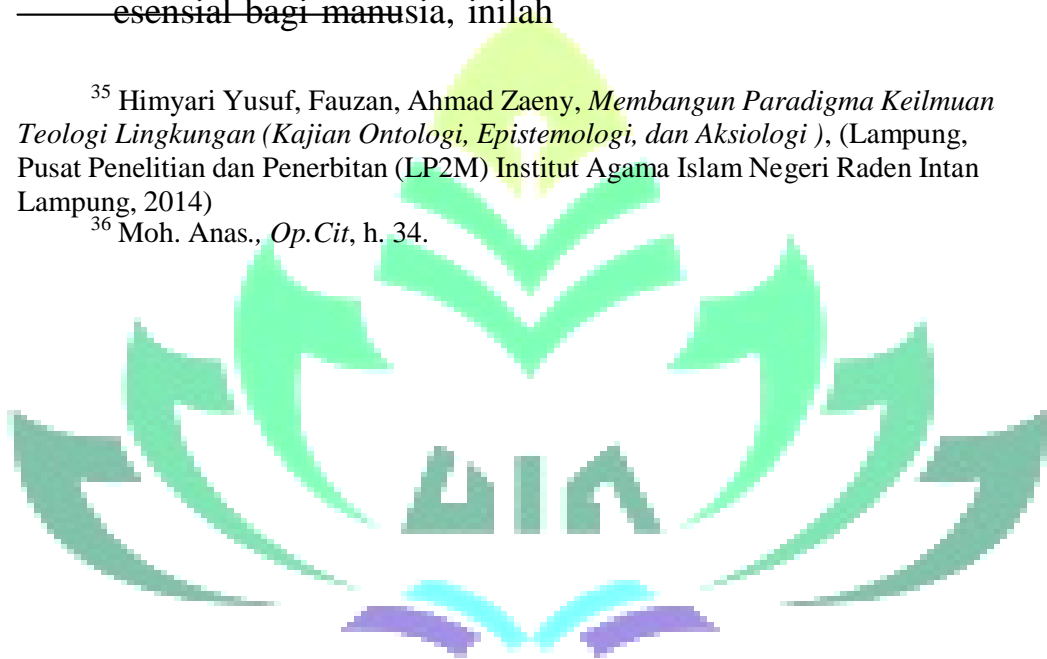 esensial bagi manusia, inilah
35 Himyari Yusuf, Fauzan, Ahmad Zaeny, Membangun Paradigma Keilmuan
Teologi Lingkungan (Kajian Ontologi, Epistemologi, dan Aksiologi ), (Lampung,
Pusat Penelitian dan Penerbitan (LP2M) Institut Agama Islam Negeri Raden Intan
Lampung, 2014)
36 Moh. Anas., Op.Cit, h. 34.